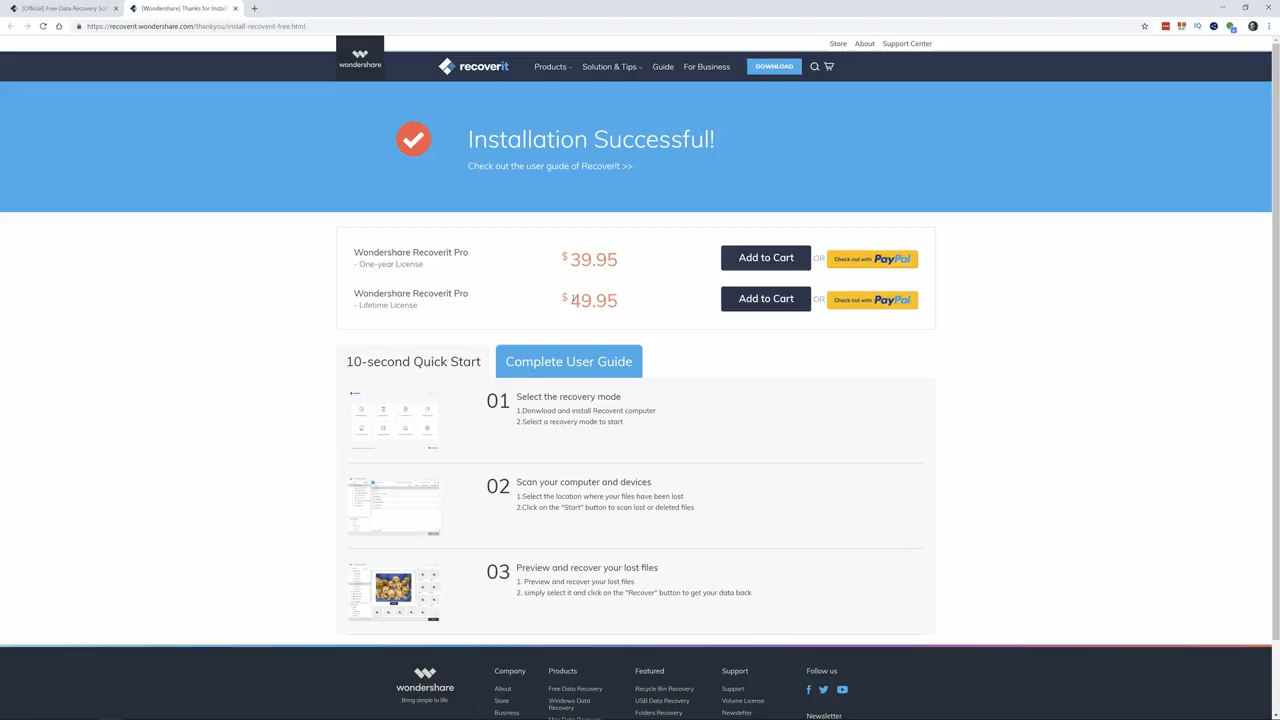 [Official] Free Data Recovery Sof
[Wondershare] Thanks for Install
https://recoverit.wondershare.com/thankyou/install-recoverit-free.html
Store About Support Center
wondershare
recoverit
Products Solution & Tips Guide For Business DOWNLOAD
Installation Successful!
Check out the user guide of Recoverit >>
Wondershare Recoverit Pro
- One-year License
$ 39.95
Add to Cart OR Check out with PayPal
Wondershare Recoverit Pro
- Lifetime License
$ 49.95
Add to Cart OR Check out with PayPal
10-second Quick Start Complete User Guide
01 Select the recovery mode
1.Donwload and install Recoverit computer
2.Select a recovery mode to start
02 Scan your computer and devices
1.Select the location where your files have been lost
2.Click on the "Start" button to scan lost or deleted files
03 Preview and recover your lost files
1. Preview and recover your lost files
2. simply select it and click on the "Recover" button to get your data back
wondershare
Bring simple to life
Company Products Featured Support Follow us
About Free Data Recovery Recycle Bin Recovery Support
Store Windows Data Recovery USB Data Recovery Volume License
Business Folders Recovery Newsletter Newsletter